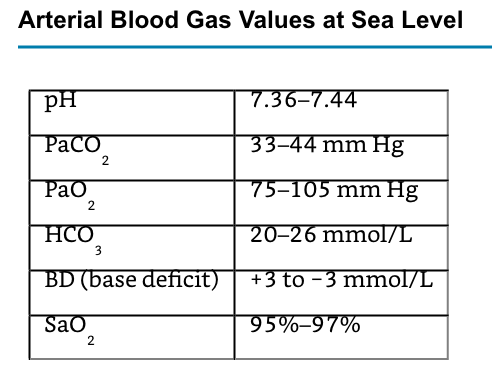 Arterial Blood Gas Values at Sea Level
pH 7.36–7.44
PaCO2 33–44 mm Hg
PaO2 75–105 mm Hg
HCO3 20–26 mmol/L
BD (base deficit) +3 to −3 mmol/L
SaO2 95%–97%